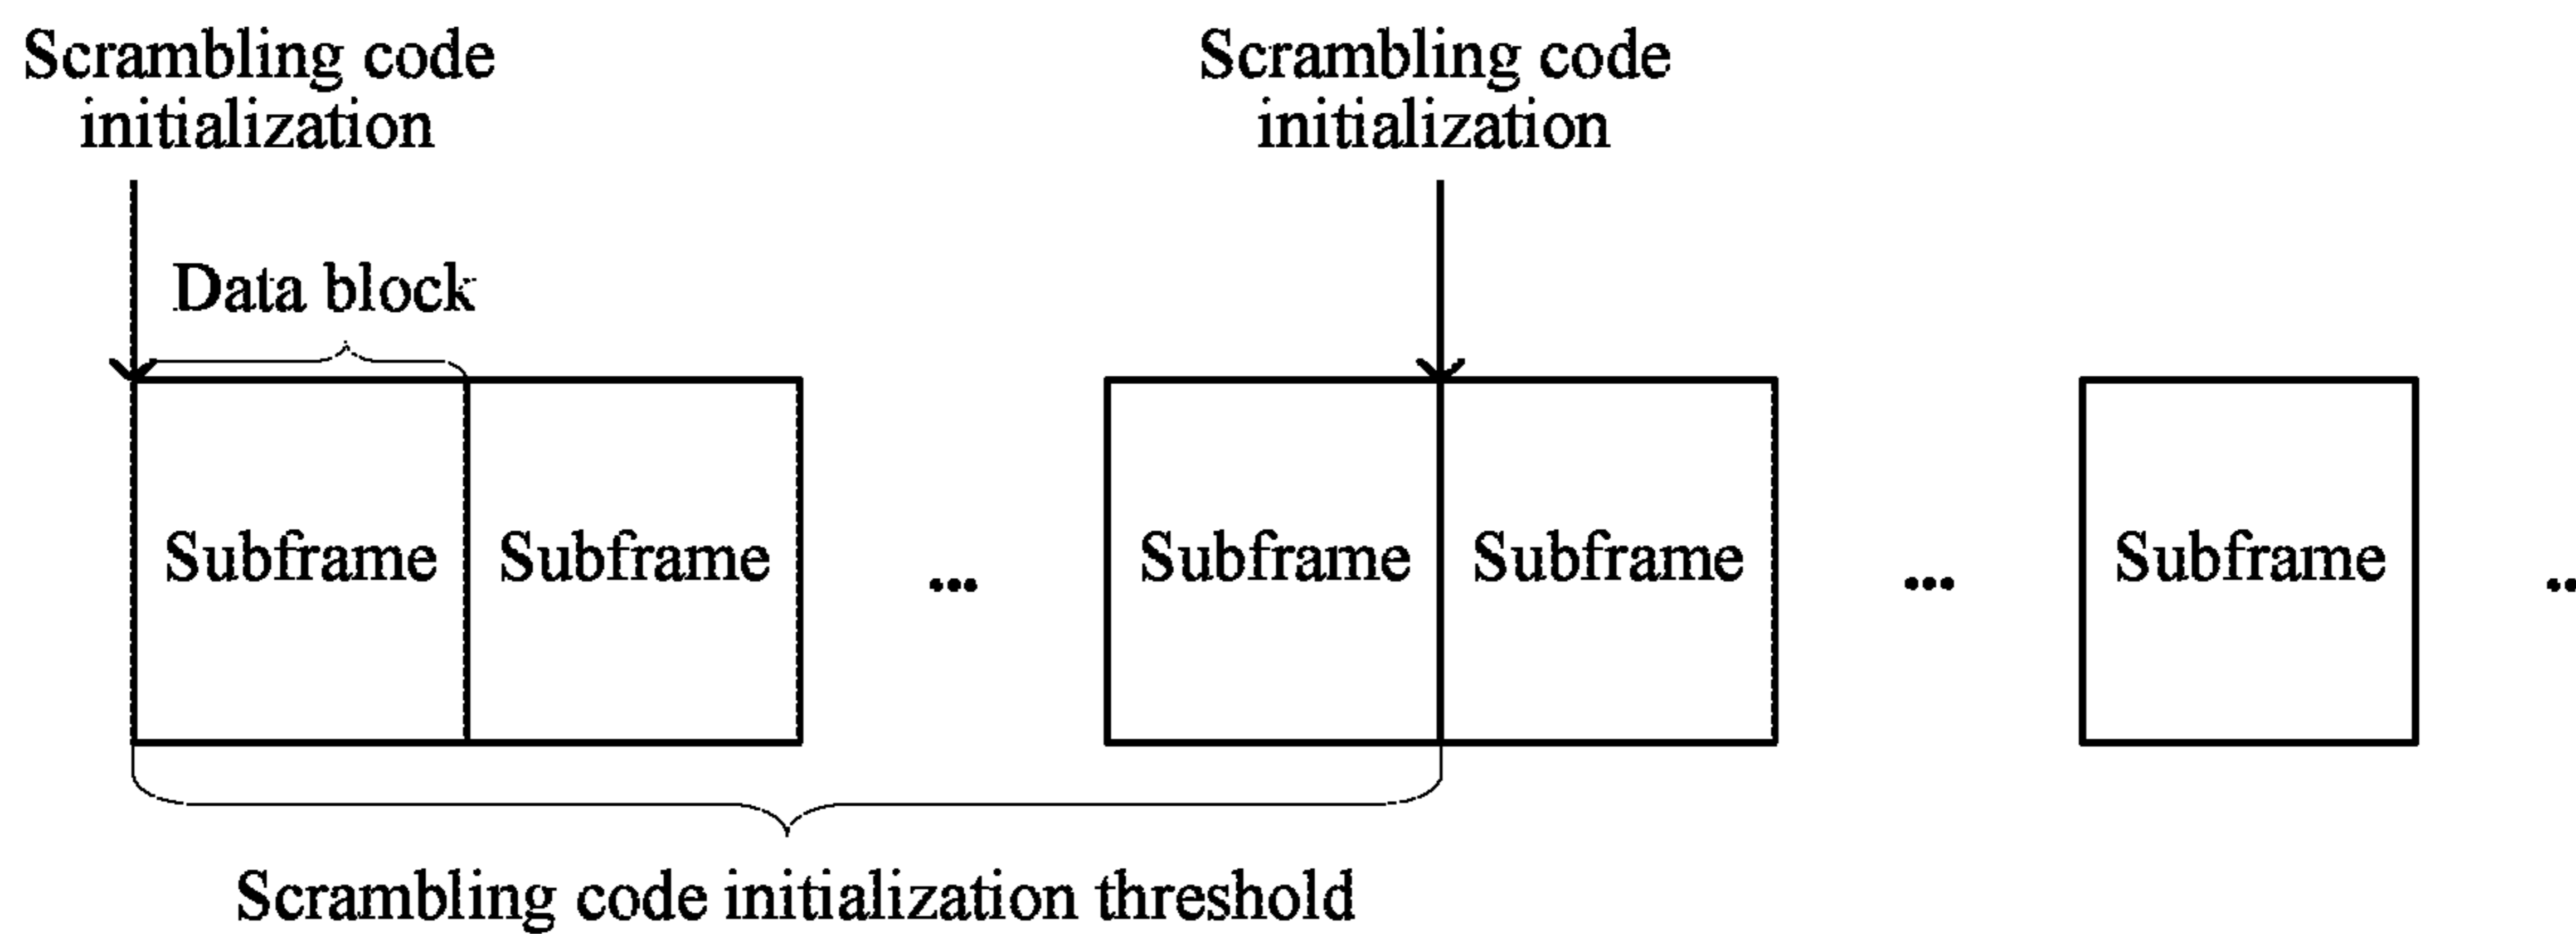 Scrambling code
initialization
Scrambling code
initialization
Data block
Subframe
Subframe
...
Subframe
Subframe
...
Subframe
..
Scrambling code initialization threshold